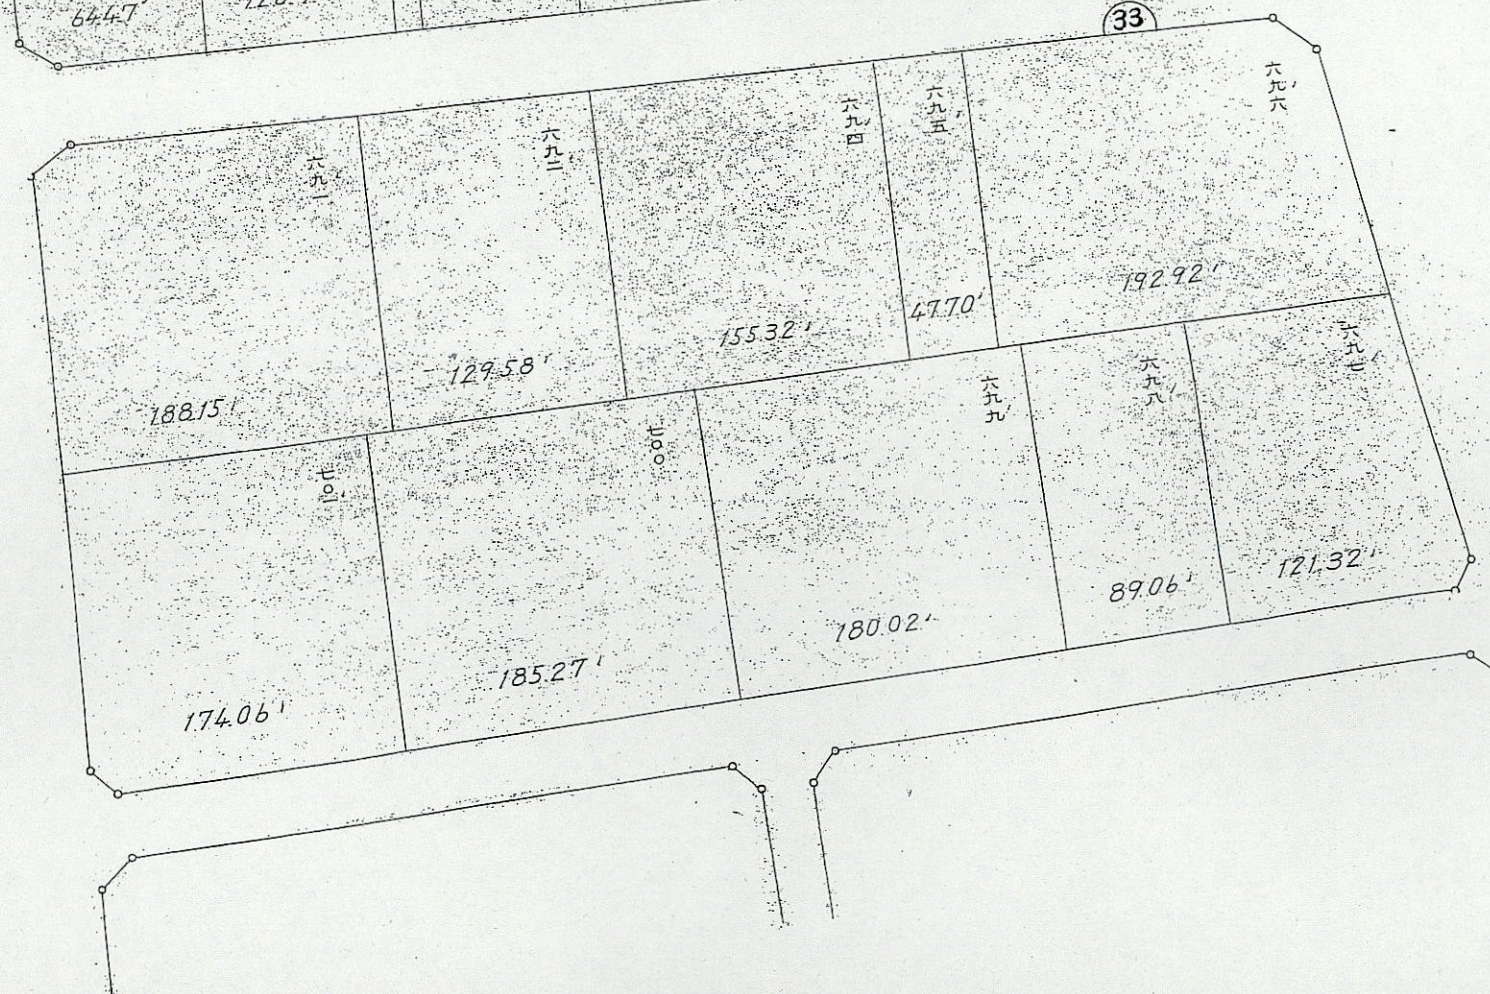 64.47
33
六九一
188.15
六九二
129.58
六九四
155.32
六九五
47.70
六九六
192.92
七〇一
174.06
七〇〇
185.27
六九九
180.02
六九八
89.06
六九七
121.32